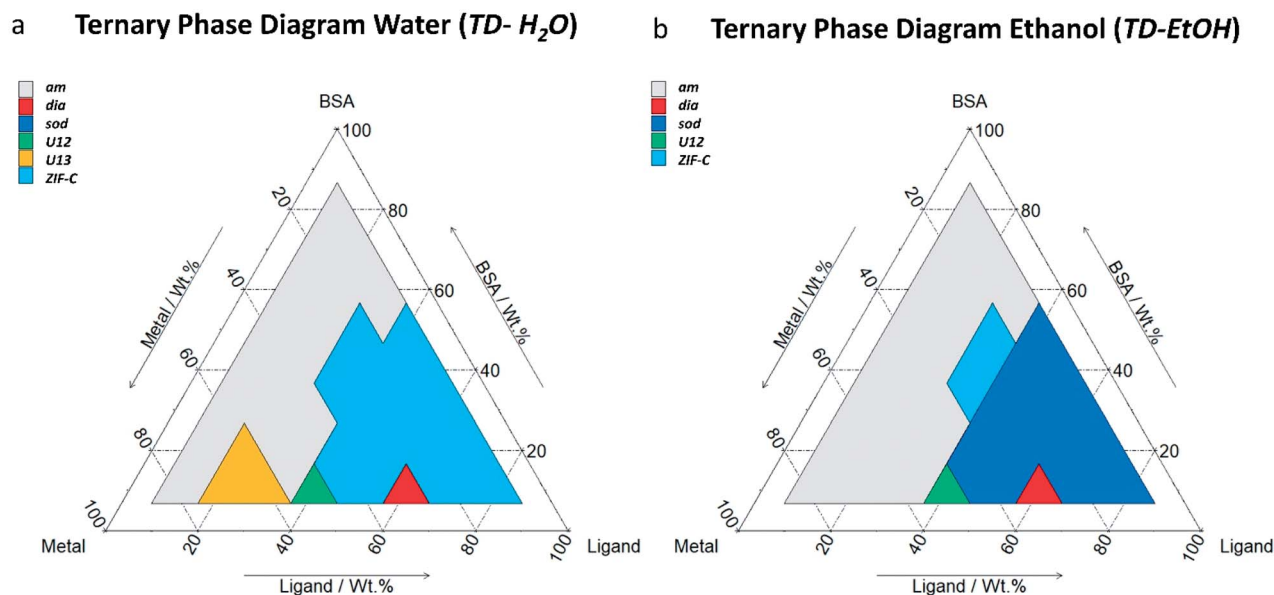 a Ternary Phase Diagram Water (TD- H₂O)
am
dia
sod
U12
U13
ZIF-C
BSA
100
20
80
40
60
60
40
80
20
100
Metal / Wt.%
BSA / Wt.%
Metal
20
40
60
80
100
Ligand
Ligand / Wt.%
b Ternary Phase Diagram Ethanol (TD-EtOH)
am
dia
sod
U12
ZIF-C
BSA
100
20
80
40
60
60
40
80
20
100
Metal / Wt.%
BSA / Wt.%
Metal
20
40
60
80
100
Ligand
Ligand / Wt.%